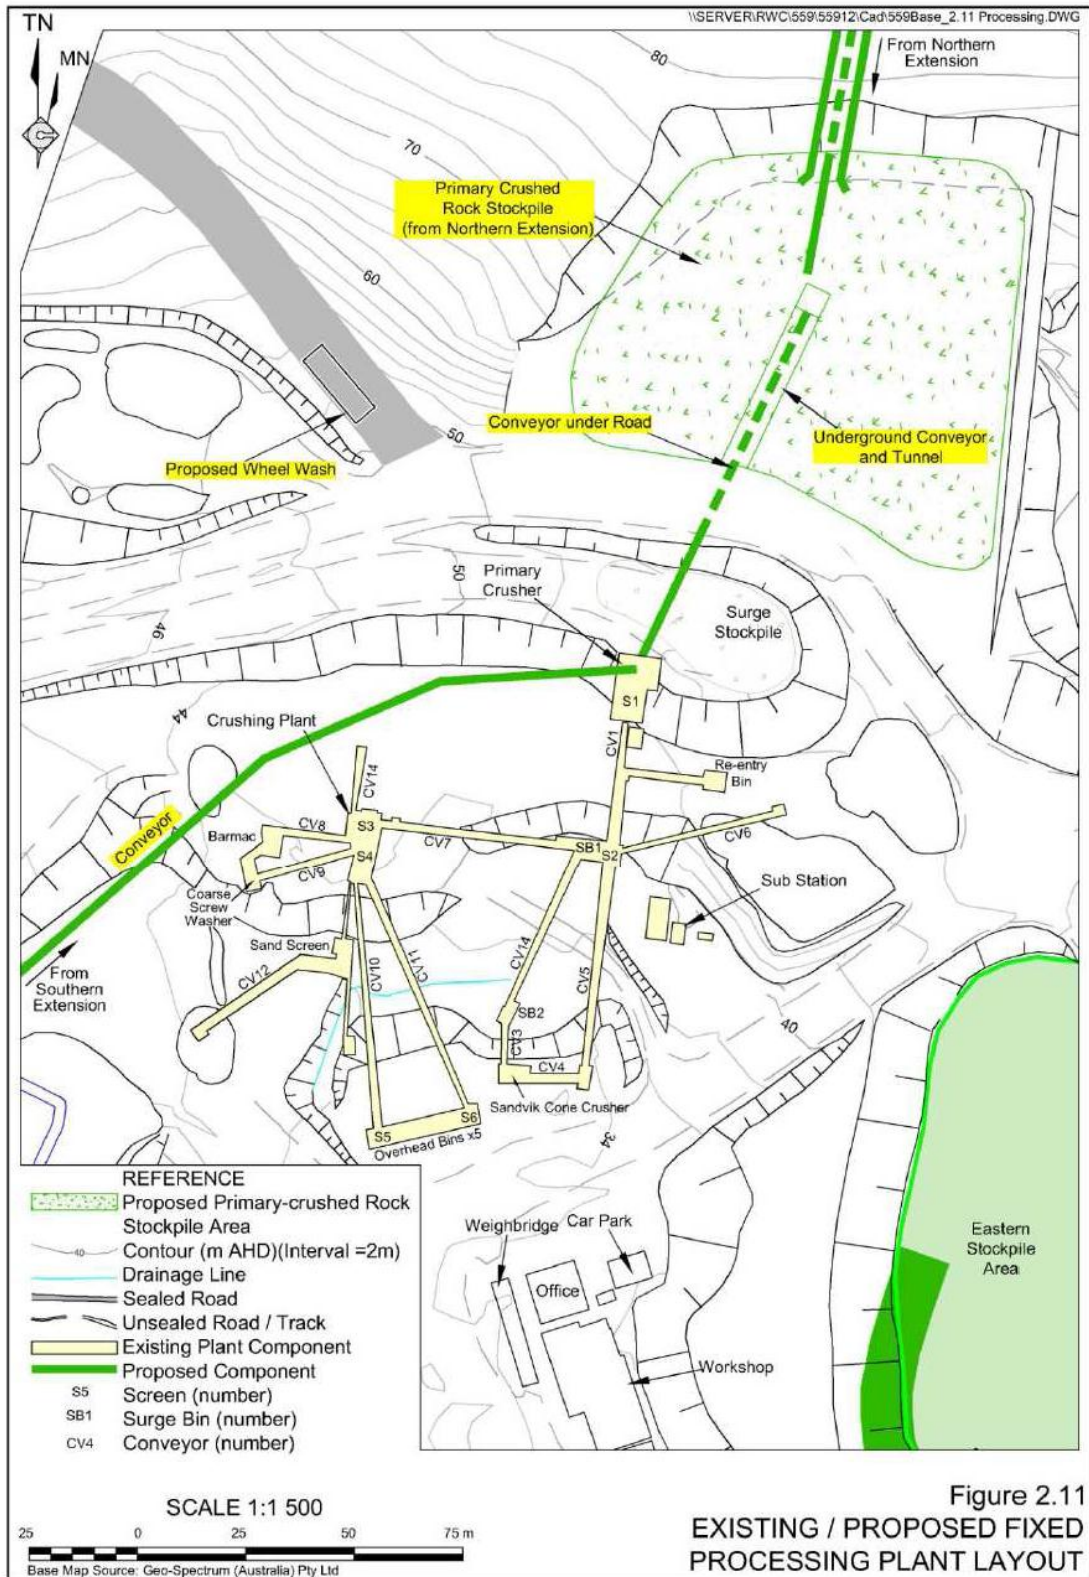 \\SERVER\RWC\559\55912\Cad\559Base_2.11 Processing.DWG
TN
MN
From Northern
Extension
80
70
Primary Crushed
Rock Stockpile
(from Northern Extension)
60
Conveyor under Road
50
Underground Conveyor
and Tunnel
Proposed Wheel Wash
50
Primary
Crusher
Surge
Stockpile
46
S1
44
Crushing Plant
CV1
CV14
Re-entry
Bin
Conveyor
Barmac
CV8
S3
CV7
SB1
S2
CV6
S4
CV9
Coarse
Screw
Washer
Sub Station
Sand Screen
CV12
CV10
CV11
CV14
CV5
From
Southern
Extension
SB2
40
CV3
CV4
Sandvik Cone Crusher
S5
S6
Overhead Bins x5
34
REFERENCE
Proposed Primary-crushed Rock
Stockpile Area
40
Contour (m AHD)(Interval =2m)
Drainage Line
Sealed Road
Unsealed Road / Track
Existing Plant Component
Proposed Component
S5 Screen (number)
SB1 Surge Bin (number)
CV4 Conveyor (number)
Weighbridge
Car Park
Office
Workshop
Eastern
Stockpile
Area
SCALE 1:1 500
25 0 25 50 75 m
Base Map Source: Geo-Spectrum (Australia) Pty Ltd
Figure 2.11
EXISTING / PROPOSED FIXED
PROCESSING PLANT LAYOUT